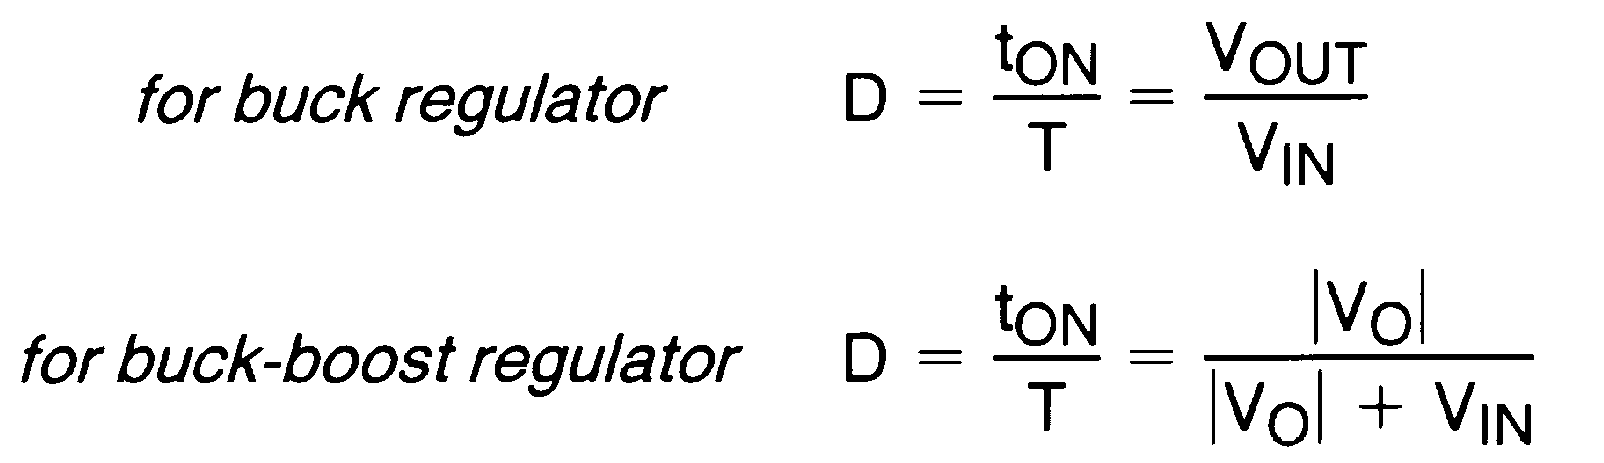 for buck regulator D = tON/T = VOUT/VIN
for buck-boost regulator D = tON/T = |VO|/|VO| + VIN